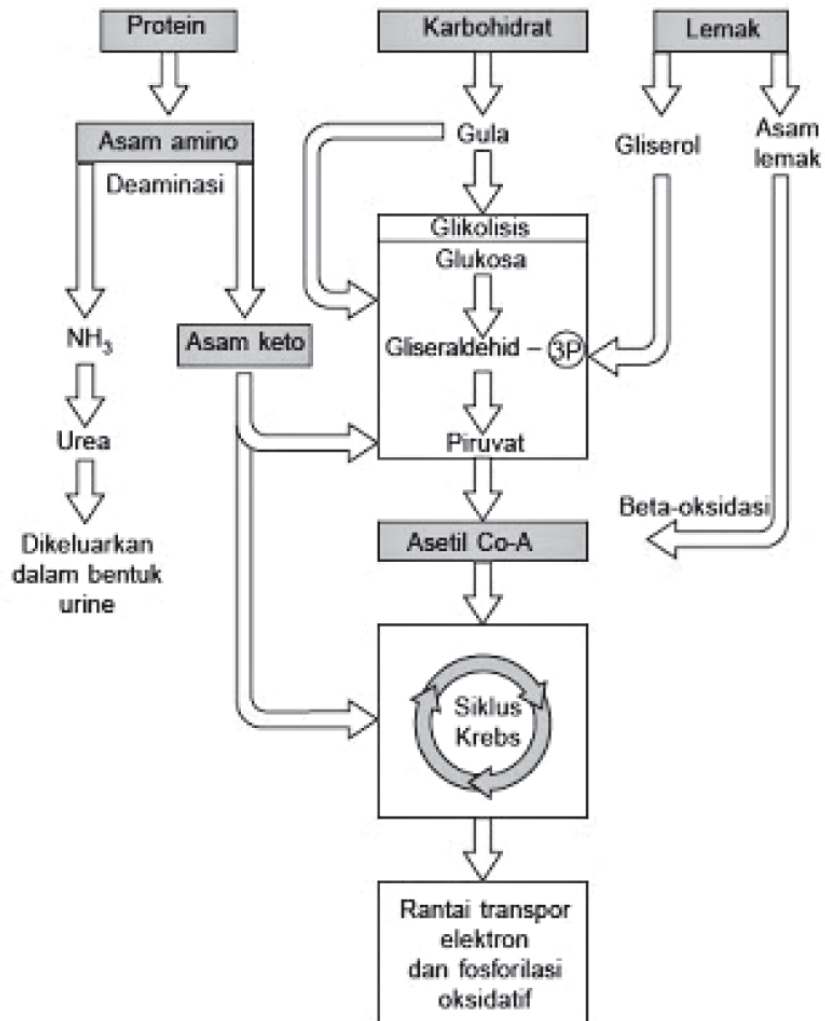 Protein
Karbohidrat
Lemak
Asam amino
Deaminasi
Gula
Gliserol
Asam
lemak
Glikolisis
Glukosa
NH₃
Asam keto
Gliseraldehid – 3P
Urea
Piruvat
Beta-oksidasi
Dikeluarkan
dalam bentuk
urine
Asetil Co-A
Siklus
Krebs
Rantai transpor
elektron
dan fosforilasi
oksidatif